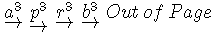 a³ p³ r³ b³ Out of Page